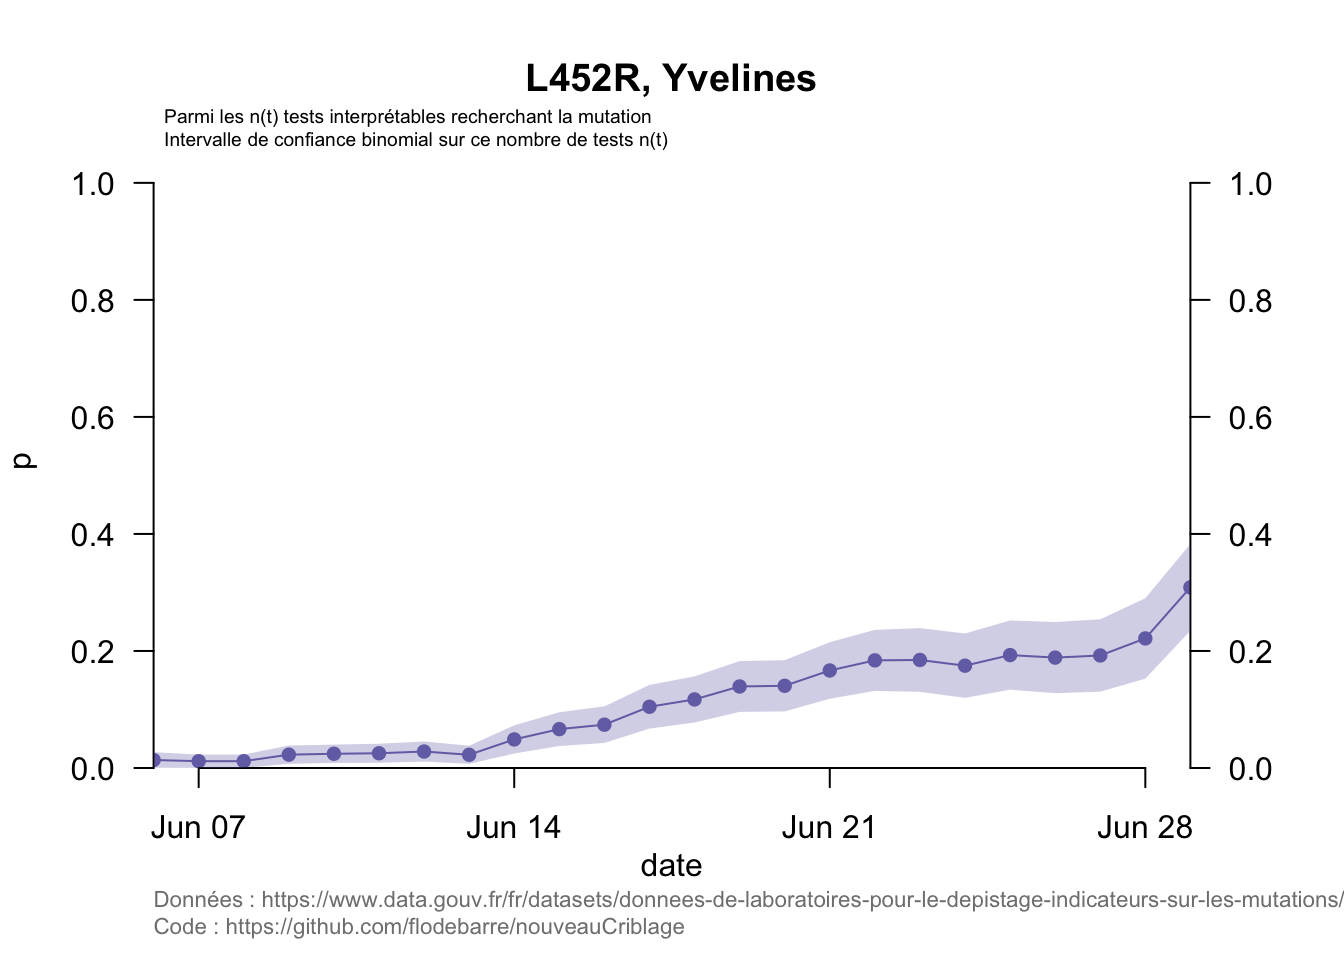 L452R, Yvelines
Parmi les n(t) tests interprétables recherchant la mutation
Intervalle de confiance binomial sur ce nombre de tests n(t)
1.0 1.0
0.8 0.8
0.6 0.6
p
0.4 0.4
0.2 0.2
0.0 0.0
Jun 07 Jun 14 Jun 21 Jun 28
date
Données : https://www.data.gouv.fr/fr/datasets/donnees-de-laboratoires-pour-le-depistage-indicateurs-sur-les-mutations/
Code : https://github.com/flodebarre/nouveauCriblage